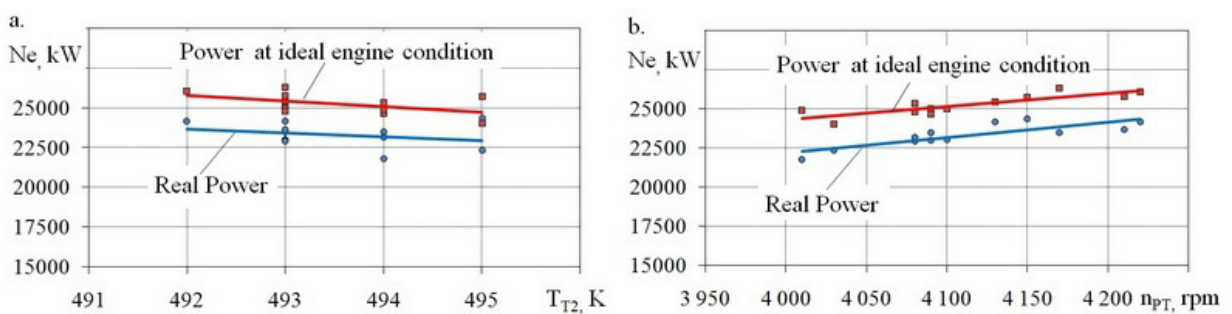 a.
Ne, kW
Power at ideal engine condition
25000
22500
20000
17500
15000
Real Power
491 492 493 494 495 T_T2, K
b.
Ne, kW
Power at ideal engine condition
25000
22500
20000
17500
15000
Real Power
3 950 4 000 4 050 4 100 4 150 4 200 n_PT, rpm